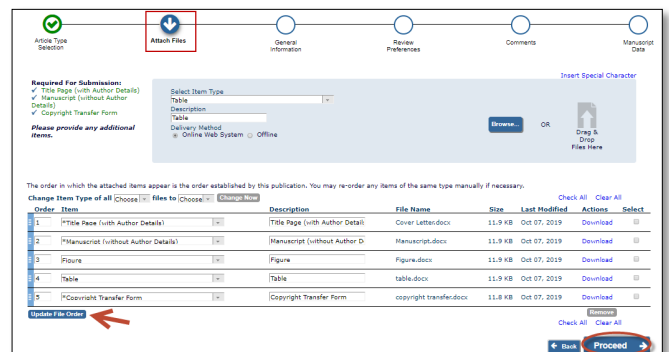 Article Type Selection
Attach Files
General Information
Review Preferences
Comments
Manuscript Data
Insert Special Character
Required For Submission:
✓ Title Page (with Author Details)
✓ Manuscript (without Author Details)
✓ Copyright Transfer Form
Please provide any additional items.
Select Item Type
Table
Description
Table
Delivery Method
Online Web System Offline
Browse...
OR
Drag & Drop Files Here
The order in which the attached items appear is the order established by this publication. You may re-order any items of the same type manually if necessary.
Change Item Type of all Choose files to Choose Change Now Check All Clear All
Order Item Description File Name Size Last Modified Actions Select
1 *Title Page (with Author Details) Title Page (with Author Detail: Cover Letter.docx 11.9 KB Oct 07, 2019 Download
2 *Manuscript (without Author Details) Manuscript (without Author D Manuscript.docx 11.9 KB Oct 07, 2019 Download
3 Figure Figure Figure.docx 11.9 KB Oct 07, 2019 Download
4 Table Table table.docx 11.9 KB Oct 07, 2019 Download
5 *Copyright Transfer Form Copyright Transfer Form copyright transfer.docx 11.8 KB Oct 07, 2019 Download
Update File Order Remove
Check All Clear All
Back Proceed